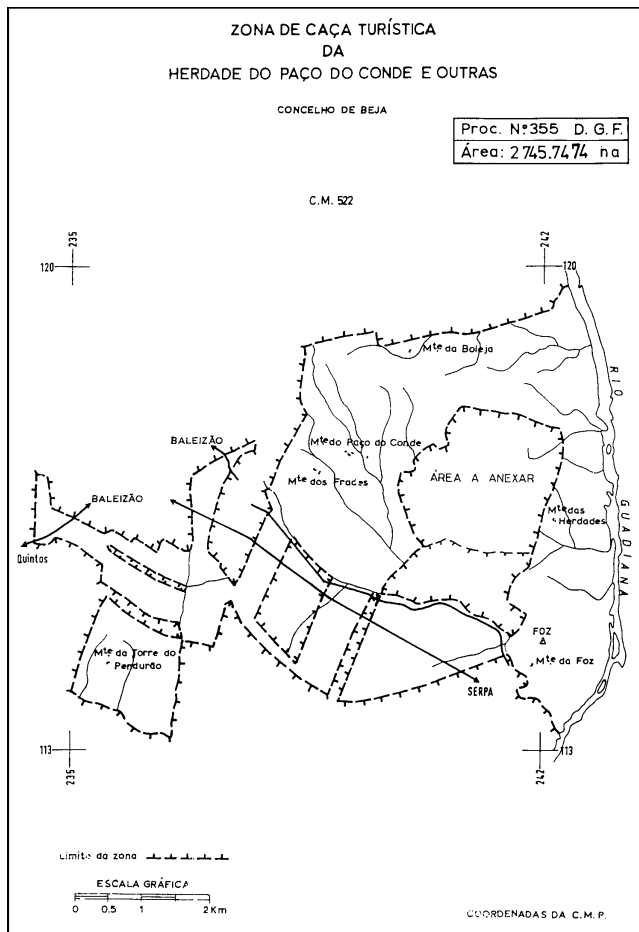 ZONA DE CAÇA TURÍSTICA
DA
HERDADE DO PAÇO DO CONDE E OUTRAS
CONCELHO DE BEJA
Proc. Nº355 D. G. F.
Área: 2745.7474 ha
C.M. 522
235
242
120
120
Mte da Boleja
RIO GUADIANA
BALEIZÃO
Mte do Paço do Conde
Mte dos Frades
ÁREA A ANEXAR
BALEIZÃO
Mte das Herdades
Quintos
FOZ
Mte da Torre do Perdurão
Mte da Foz
SERPA
113
113
235
242
Limite da zona
ESCALA GRÁFICA
0 0.5 1 2 Km
COORDENADAS DA C.M.P.